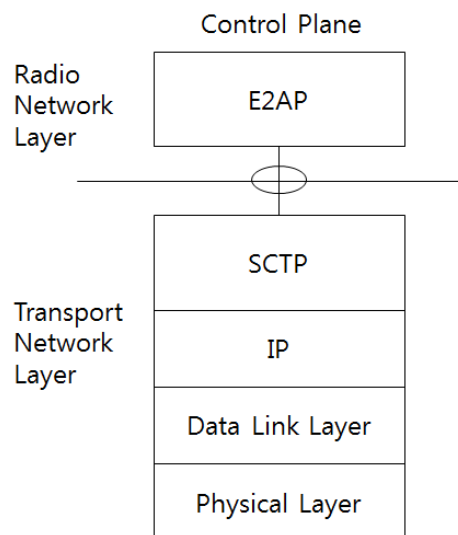 Control Plane
Radio
Network
Layer
E2AP
SCTP
Transport
Network
Layer
IP
Data Link Layer
Physical Layer